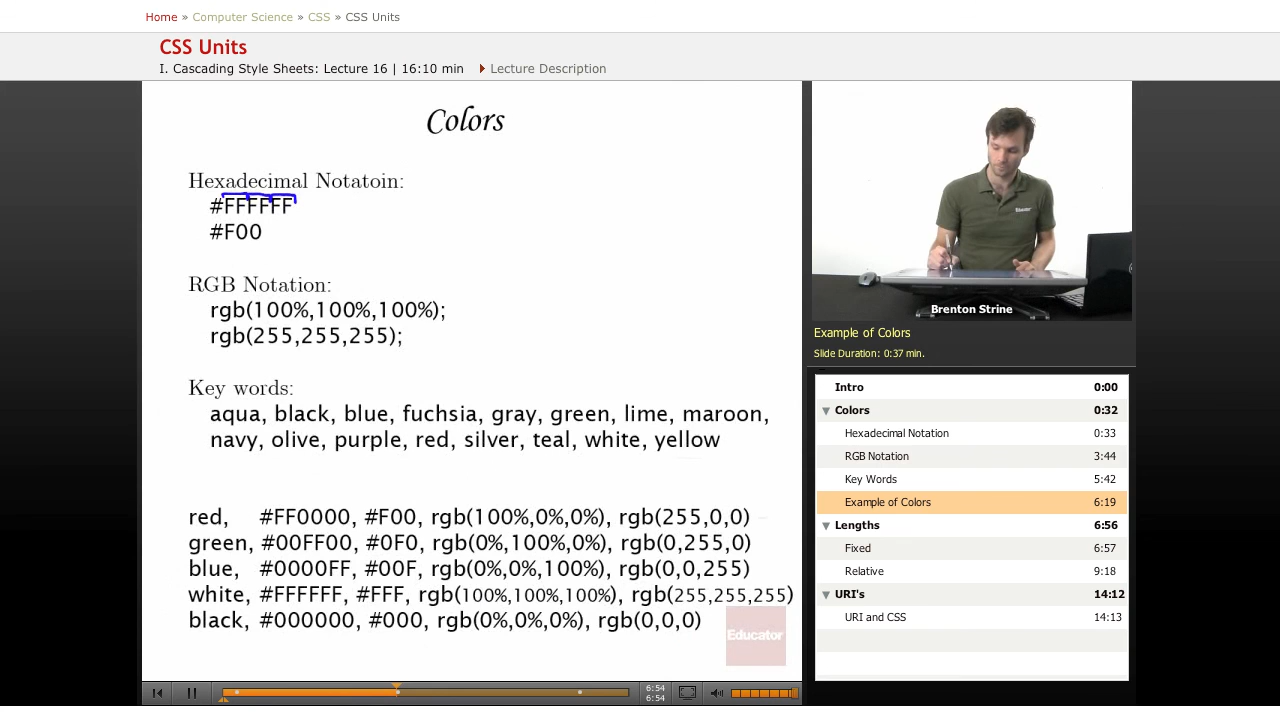 Home » Computer Science » CSS » CSS Units
CSS Units
I. Cascading Style Sheets: Lecture 16 | 16:10 min Lecture Description
Colors
Hexadecimal Notatoin:
#FFFFFF
#F00
RGB Notation:
rgb(100%,100%,100%);
rgb(255,255,255);
Key words:
aqua, black, blue, fuchsia, gray, green, lime, maroon,
navy, olive, purple, red, silver, teal, white, yellow
red, #FF0000, #F00, rgb(100%,0%,0%), rgb(255,0,0)
green, #00FF00, #0F0, rgb(0%,100%,0%), rgb(0,255,0)
blue, #0000FF, #00F, rgb(0%,0%,100%), rgb(0,0,255)
white, #FFFFFF, #FFF, rgb(100%,100%,100%), rgb(255,255,255)
black, #000000, #000, rgb(0%,0%,0%), rgb(0,0,0)
Educator
6:54
6:54
Brenton Strine
Example of Colors
Slide Duration: 0:37 min.
Intro 0:00
Colors 0:32
Hexadecimal Notation 0:33
RGB Notation 3:44
Key Words 5:42
Example of Colors 6:19
Lengths 6:56
Fixed 6:57
Relative 9:18
URI's 14:12
URI and CSS 14:13